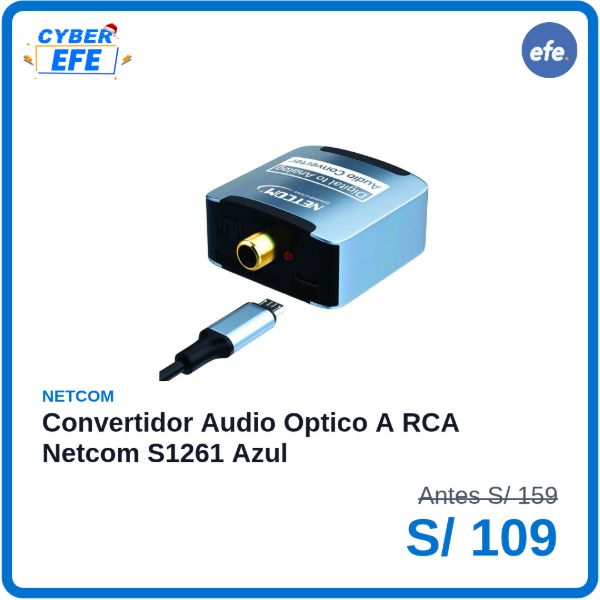 CYBER
EFE
efe.
Digital to Analog
Audio Converter
NETCOM
NETCOM
Convertidor Audio Optico A RCA
Netcom S1261 Azul
Antes S/ 159
S/ 109